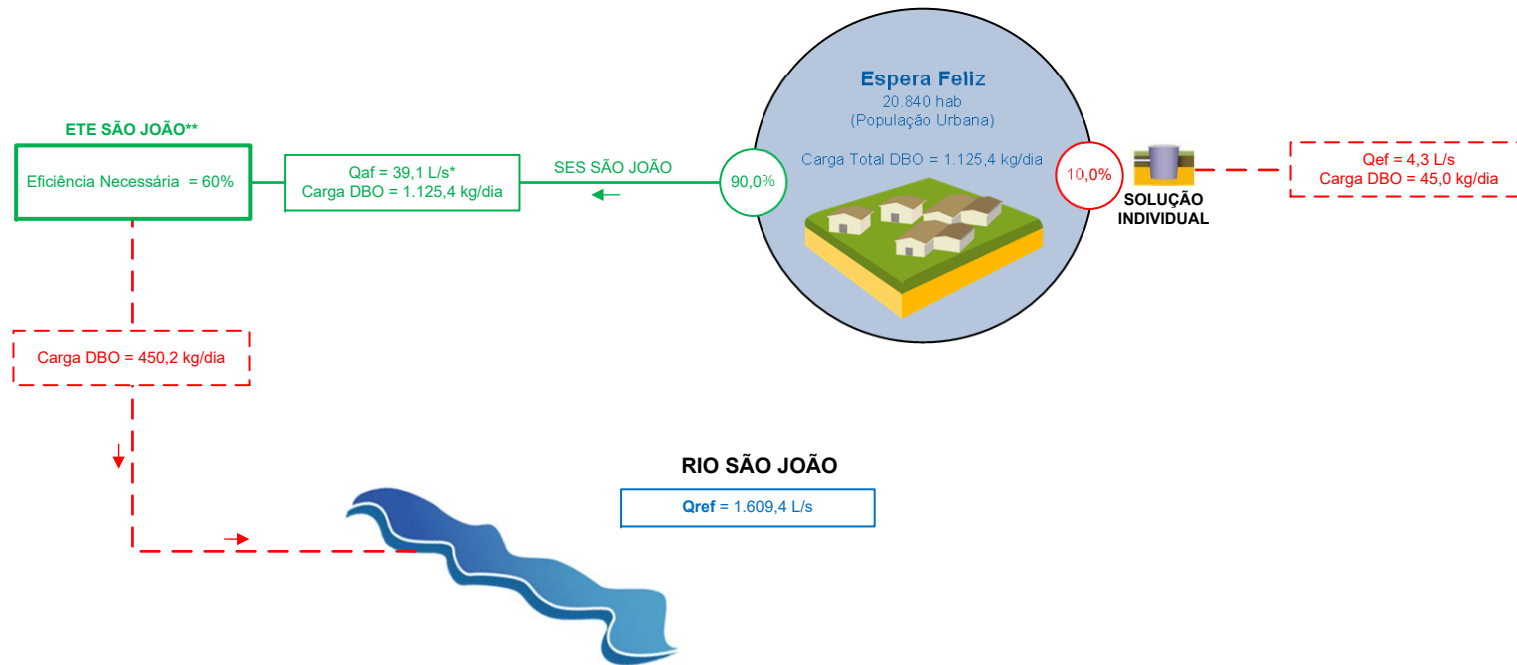 Espera Feliz
20.840 hab
(População Urbana)
Carga Total DBO = 1.125,4 kg/dia
ETE SÃO JOÃO**
Eficiência Necessária = 60%
Qaf = 39,1 L/s*
Carga DBO = 1.125,4 kg/dia
SES SÃO JOÃO
90,0%
10,0%
SOLUÇÃO
INDIVIDUAL
Qef = 4,3 L/s
Carga DBO = 45,0 kg/dia
Carga DBO = 450,2 kg/dia
RIO SÃO JOÃO
Qref = 1.609,4 L/s